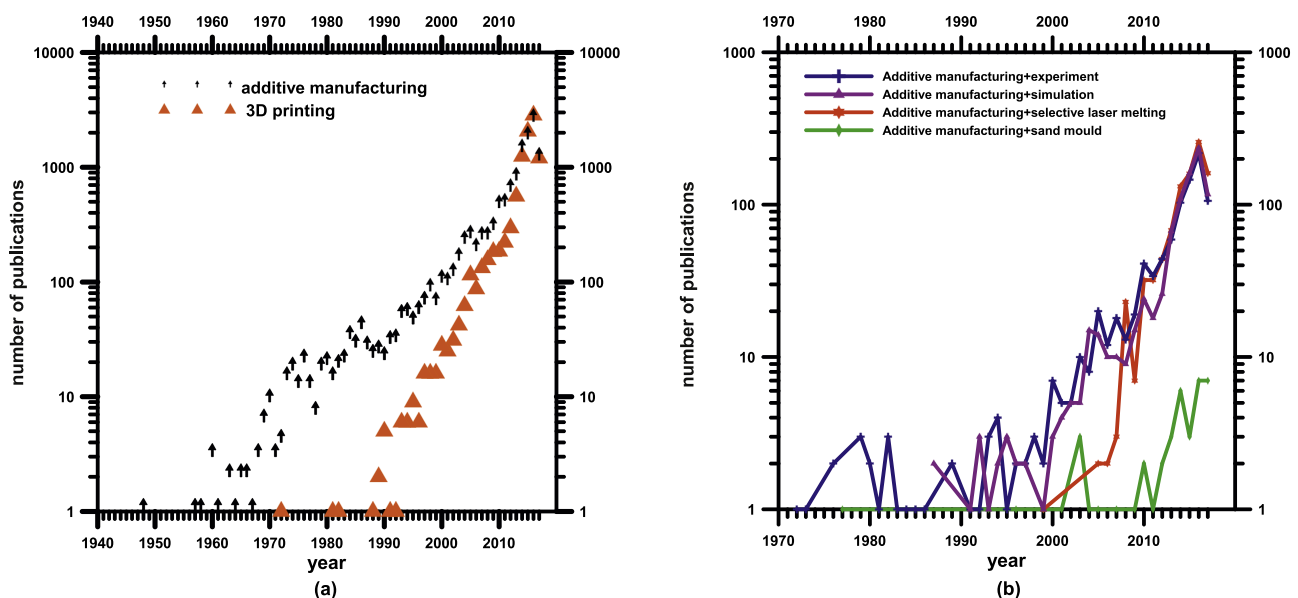 1940 1950 1960 1970 1980 1990 2000 2010
10000 10000
additive manufacturing
3D printing
1000 1000
100 100
10 10
1 1
1940 1950 1960 1970 1980 1990 2000 2010
number of publications
year
(a)
1970 1980 1990 2000 2010
1000 1000
Additive manufacturing+experiment
Additive manufacturing+simulation
Additive manufacturing+selective laser melting
Additive manufacturing+sand mould
100 100
10 10
1 1
1970 1980 1990 2000 2010
number of publications
year
(b)